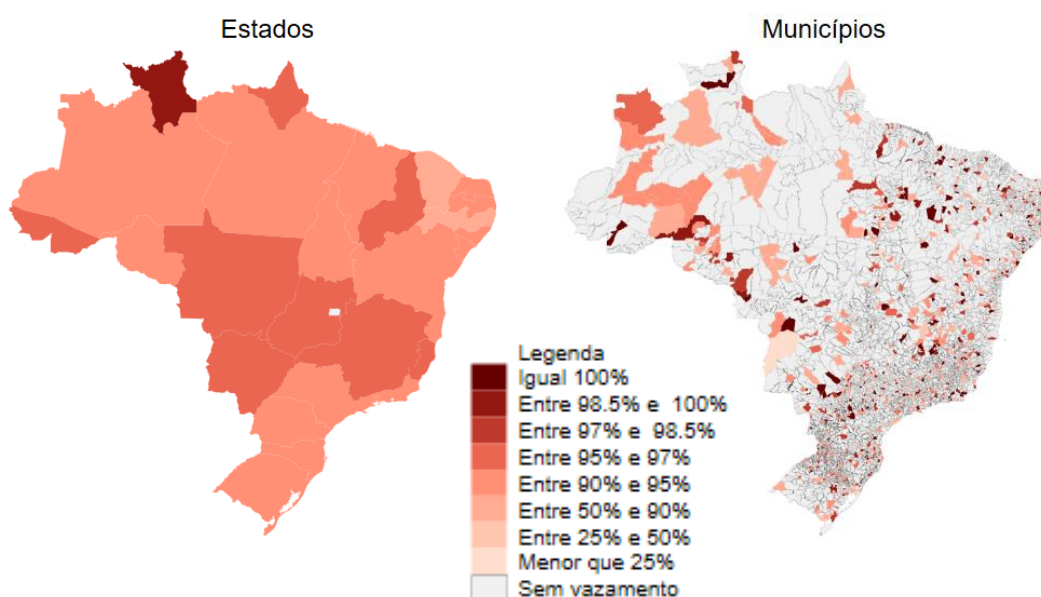 Estados
Municípios
Legenda
Igual 100%
Entre 98.5% e  100%
Entre 97% e  98.5%
Entre 95% e 97%
Entre 90% e 95%
Entre 50% e 90%
Entre 25% e 50%
Menor que 25%
Sem vazamento